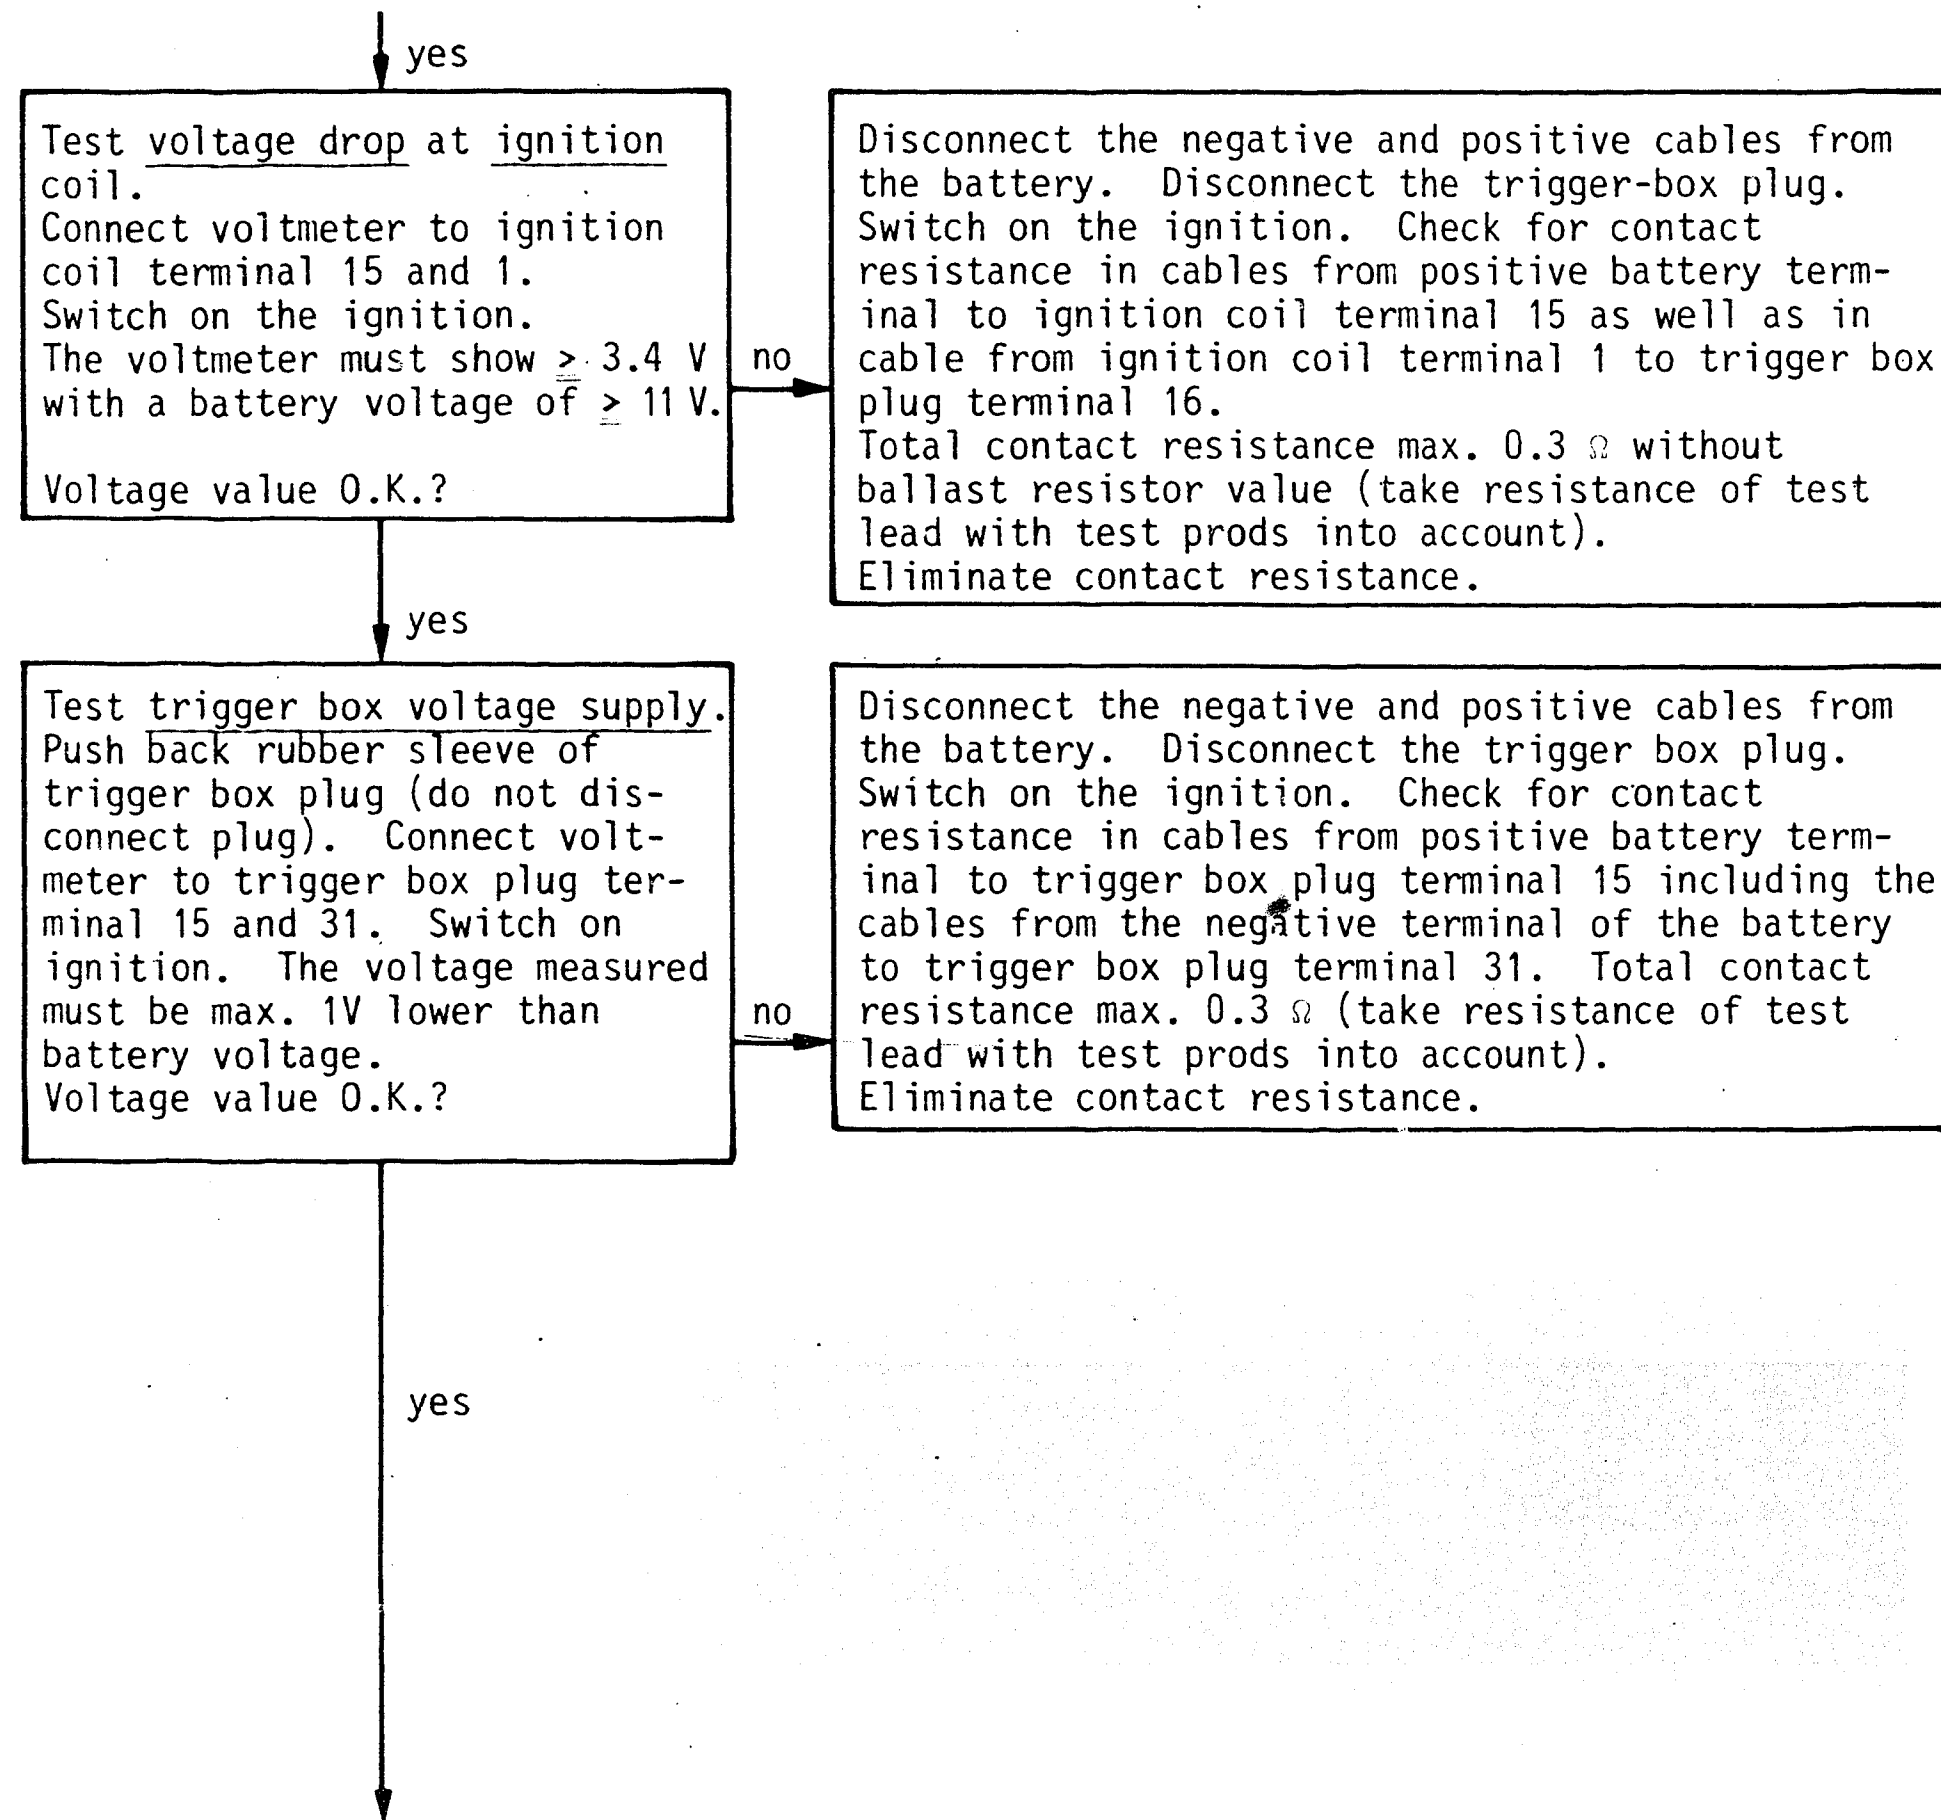 yes
Test voltage drop at ignition
coil.
Connect voltmeter to ignition
coil terminal 15 and 1.
Switch on the ignition.
The voltmeter must show ≥ 3.4 V
with a battery voltage of ≥ 11 V.
Voltage value O.K.?
no
Disconnect the negative and positive cables from
the battery. Disconnect the trigger-box plug.
Switch on the ignition. Check for contact
resistance in cables from positive battery term-
inal to ignition coil terminal 15 as well as in
cable from ignition coil terminal 1 to trigger box
plug terminal 16.
Total contact resistance max. 0.3 Ω without
ballast resistor value (take resistance of test
lead with test prods into account).
Eliminate contact resistance.
yes
Test trigger box voltage supply.
Push back rubber sleeve of
trigger box plug (do not dis-
connect plug). Connect volt-
meter to trigger box plug ter-
minal 15 and 31. Switch on
ignition. The voltage measured
must be max. 1V lower than
battery voltage.
Voltage value O.K.?
no
Disconnect the negative and positive cables from
the battery. Disconnect the trigger box plug.
Switch on the ignition. Check for contact
resistance in cables from positive battery term-
inal to trigger box plug terminal 15 including the
cables from the negative terminal of the battery
to trigger box plug terminal 31. Total contact
resistance max. 0.3 Ω (take resistance of test
lead with test prods into account).
Eliminate contact resistance.
yes